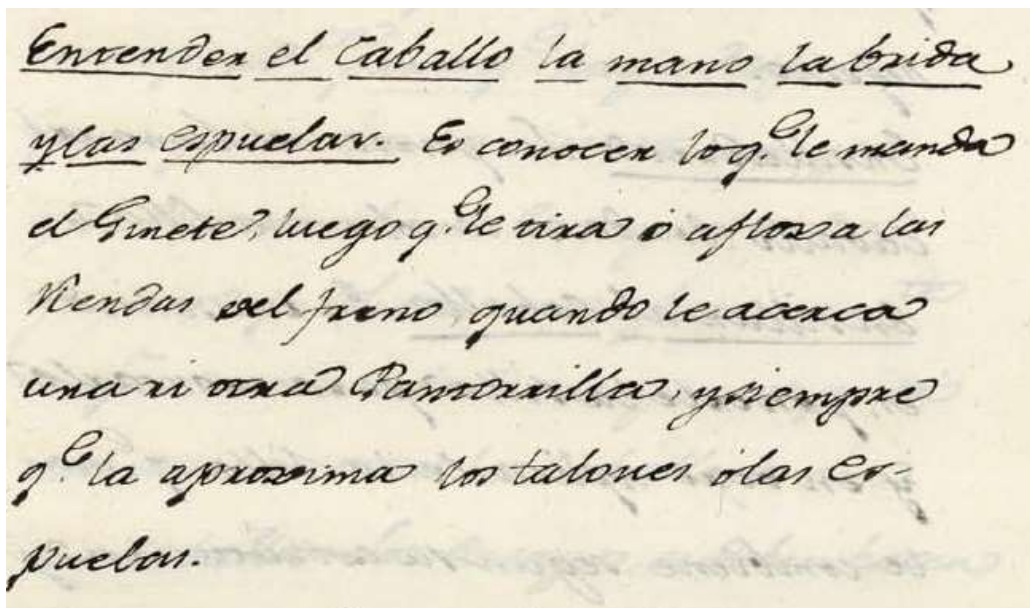 Entender el Caballo la mano la brida
y las espuelas. Es conocer lo q.e le manda
el Ginete, luego q.e le tira ó afloxa las
Riendas del freno, quando le acerca
una ú otra Pantorrilla, y siempre
q.e la aproxima los talones ó las es-
puelas.